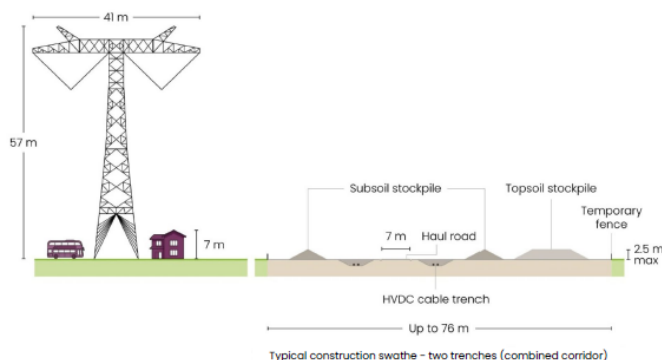 41 m
57 m
7 m
Subsoil stockpile
Topsoil stockpile
Temporary
fence
7 m
Haul road
2.5 m
max
HVDC cable trench
Up to 76 m
Typical construction swathe - two trenches (combined corridor)